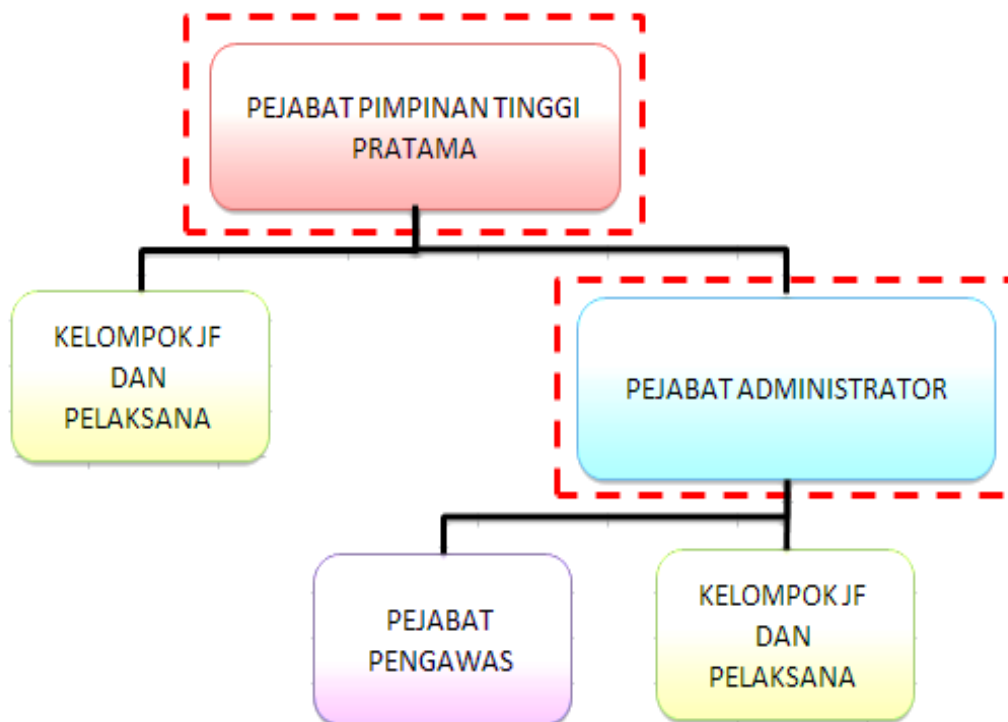 PEJABAT PIMPINAN TINGGI
PRATAMA
KELOMPOK JF
DAN
PELAKSANA
PEJABAT ADMINISTRATOR
PEJABAT
PENGAWAS
KELOMPOK JF
DAN
PELAKSANA